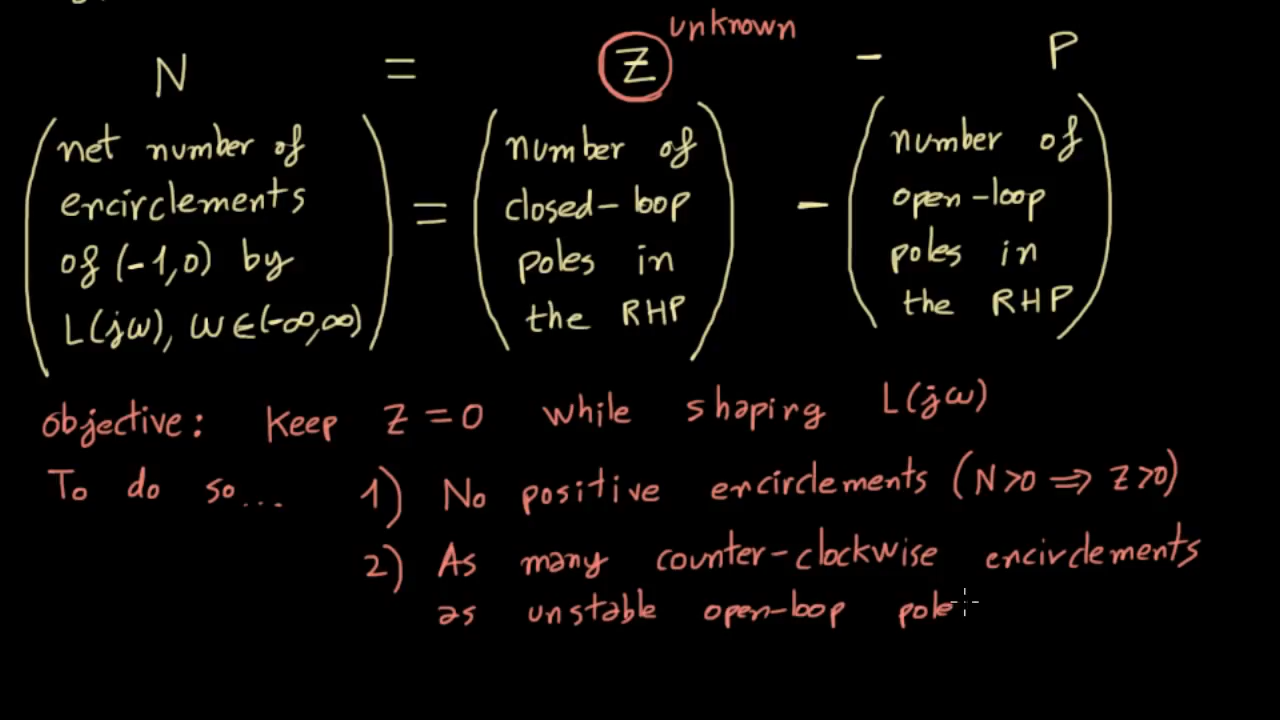 unknown
N = Z - P
(net number of encirclements of (-1,0) by L(jω), ω∈(-∞,∞)) = (number of closed-loop poles in the RHP) - (number of open-loop poles in the RHP)
objective: Keep Z=0 while shaping L(jω)
To do so... 1) No positive encirclements (N>0 ⟹ Z>0)
2) As many counter-clockwise encirclements
as unstable open-loop pole